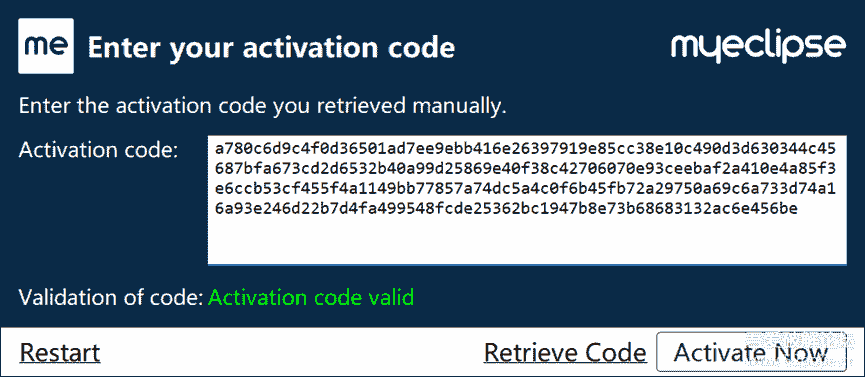 me Enter your activation code myeclipse
Enter the activation code you retrieved manually.
Activation code:
a780c6d9c4f0d36501ad7ee9ebb416e26397919e85cc38e10c490d3d630344c45
687bfa673cd2d6532b40a99d25869e40f38c42706070e93ceebaf2a410e4a85f3
e6ccb53cf455f4a1149bb77857a74dc5a4c0f6b45fb72a29750a69c6a733d74a1
6a93e246d22b7d4fa499548fcde25362bc1947b8e73b68683132ac6e456be
Validation of code: Activation code valid
Restart Retrieve Code Activate Now